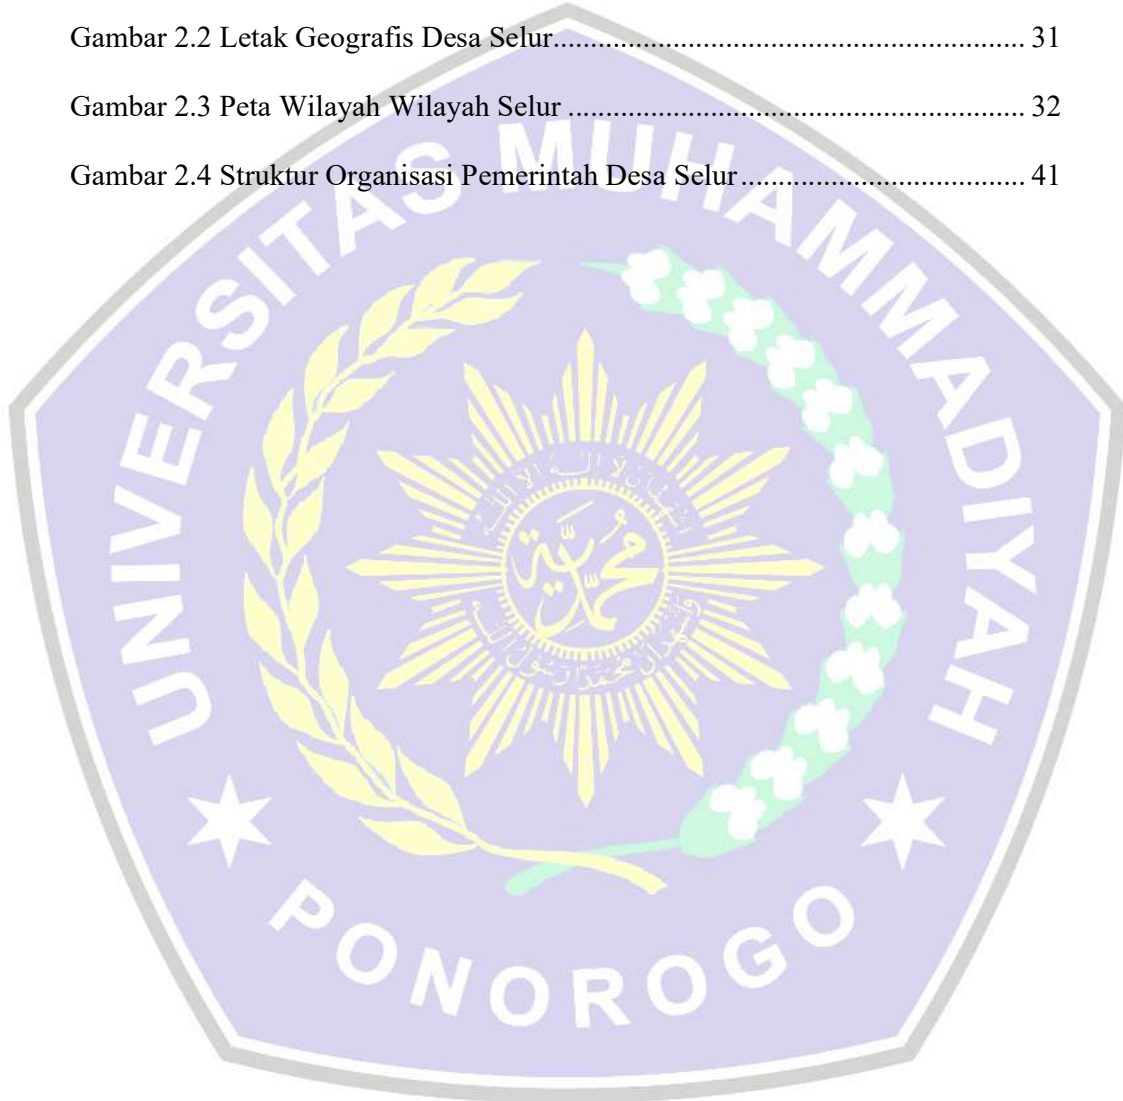 Gambar 2.2 Letak Geografis Desa Selur.................................................................. 31
Gambar 2.3 Peta Wilayah Wilayah Selur ............................................................... 32
Gambar 2.4 Struktur Organisasi Pemerintah Desa Selur....................................... 41
UNIVERSITAS MUHAMMADIYAH
PONOROGO
محمدية